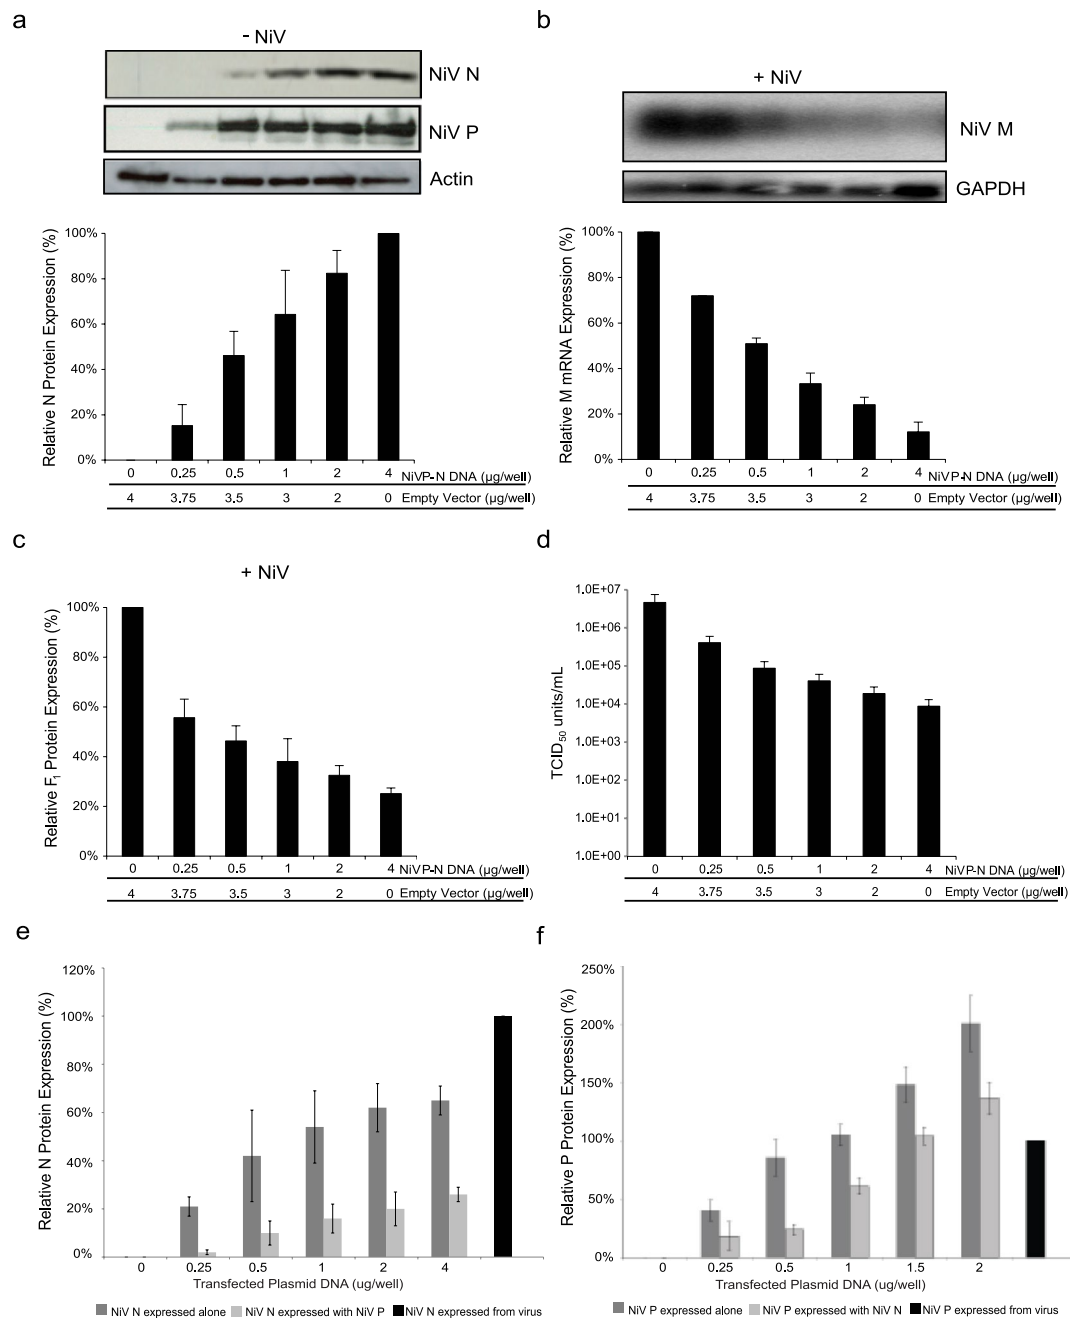 a
- NiV
NiV N
NiV P
Actin
Relative N Protein Expression (%)
100%
80%
60%
40%
20%
0%
0 0.25 0.5 1 2 4 NiVP-N DNA (µg/well)
4 3.75 3.5 3 2 0 Empty Vector (µg/well)
b
+ NiV
NiV M
GAPDH
Relative M mRNA Expression (%)
100%
80%
60%
40%
20%
0%
0 0.25 0.5 1 2 4 NiVP-N DNA (µg/well)
4 3.75 3.5 3 2 0 Empty Vector (µg/well)
c
+ NiV
Relative F1 Protein Expression (%)
100%
80%
60%
40%
20%
0%
0 0.25 0.5 1 2 4 NiVP-N DNA (µg/well)
4 3.75 3.5 3 2 0 Empty Vector (µg/well)
d
TCID50 units/mL
1.0E+07
1.0E+06
1.0E+05
1.0E+04
1.0E+03
1.0E+02
1.0E+01
1.0E+00
0 0.25 0.5 1 2 4 NiVP-N DNA (µg/well)
4 3.75 3.5 3 2 0 Empty Vector (µg/well)
e
Relative N Protein Expression (%)
120%
100%
80%
60%
40%
20%
0%
0 0.25 0.5 1 2 4
Transfected Plasmid DNA (ug/well)
NiV N expressed alone NiV N expressed with NiV P NiV N expressed from virus
f
Relative P Protein Expression (%)
250%
200%
150%
100%
50%
0%
0 0.25 0.5 1 1.5 2
Transfected Plasmid DNA (ug/well)
NiV P expressed alone NiV P expressed with NiV N NiV P expressed from virus